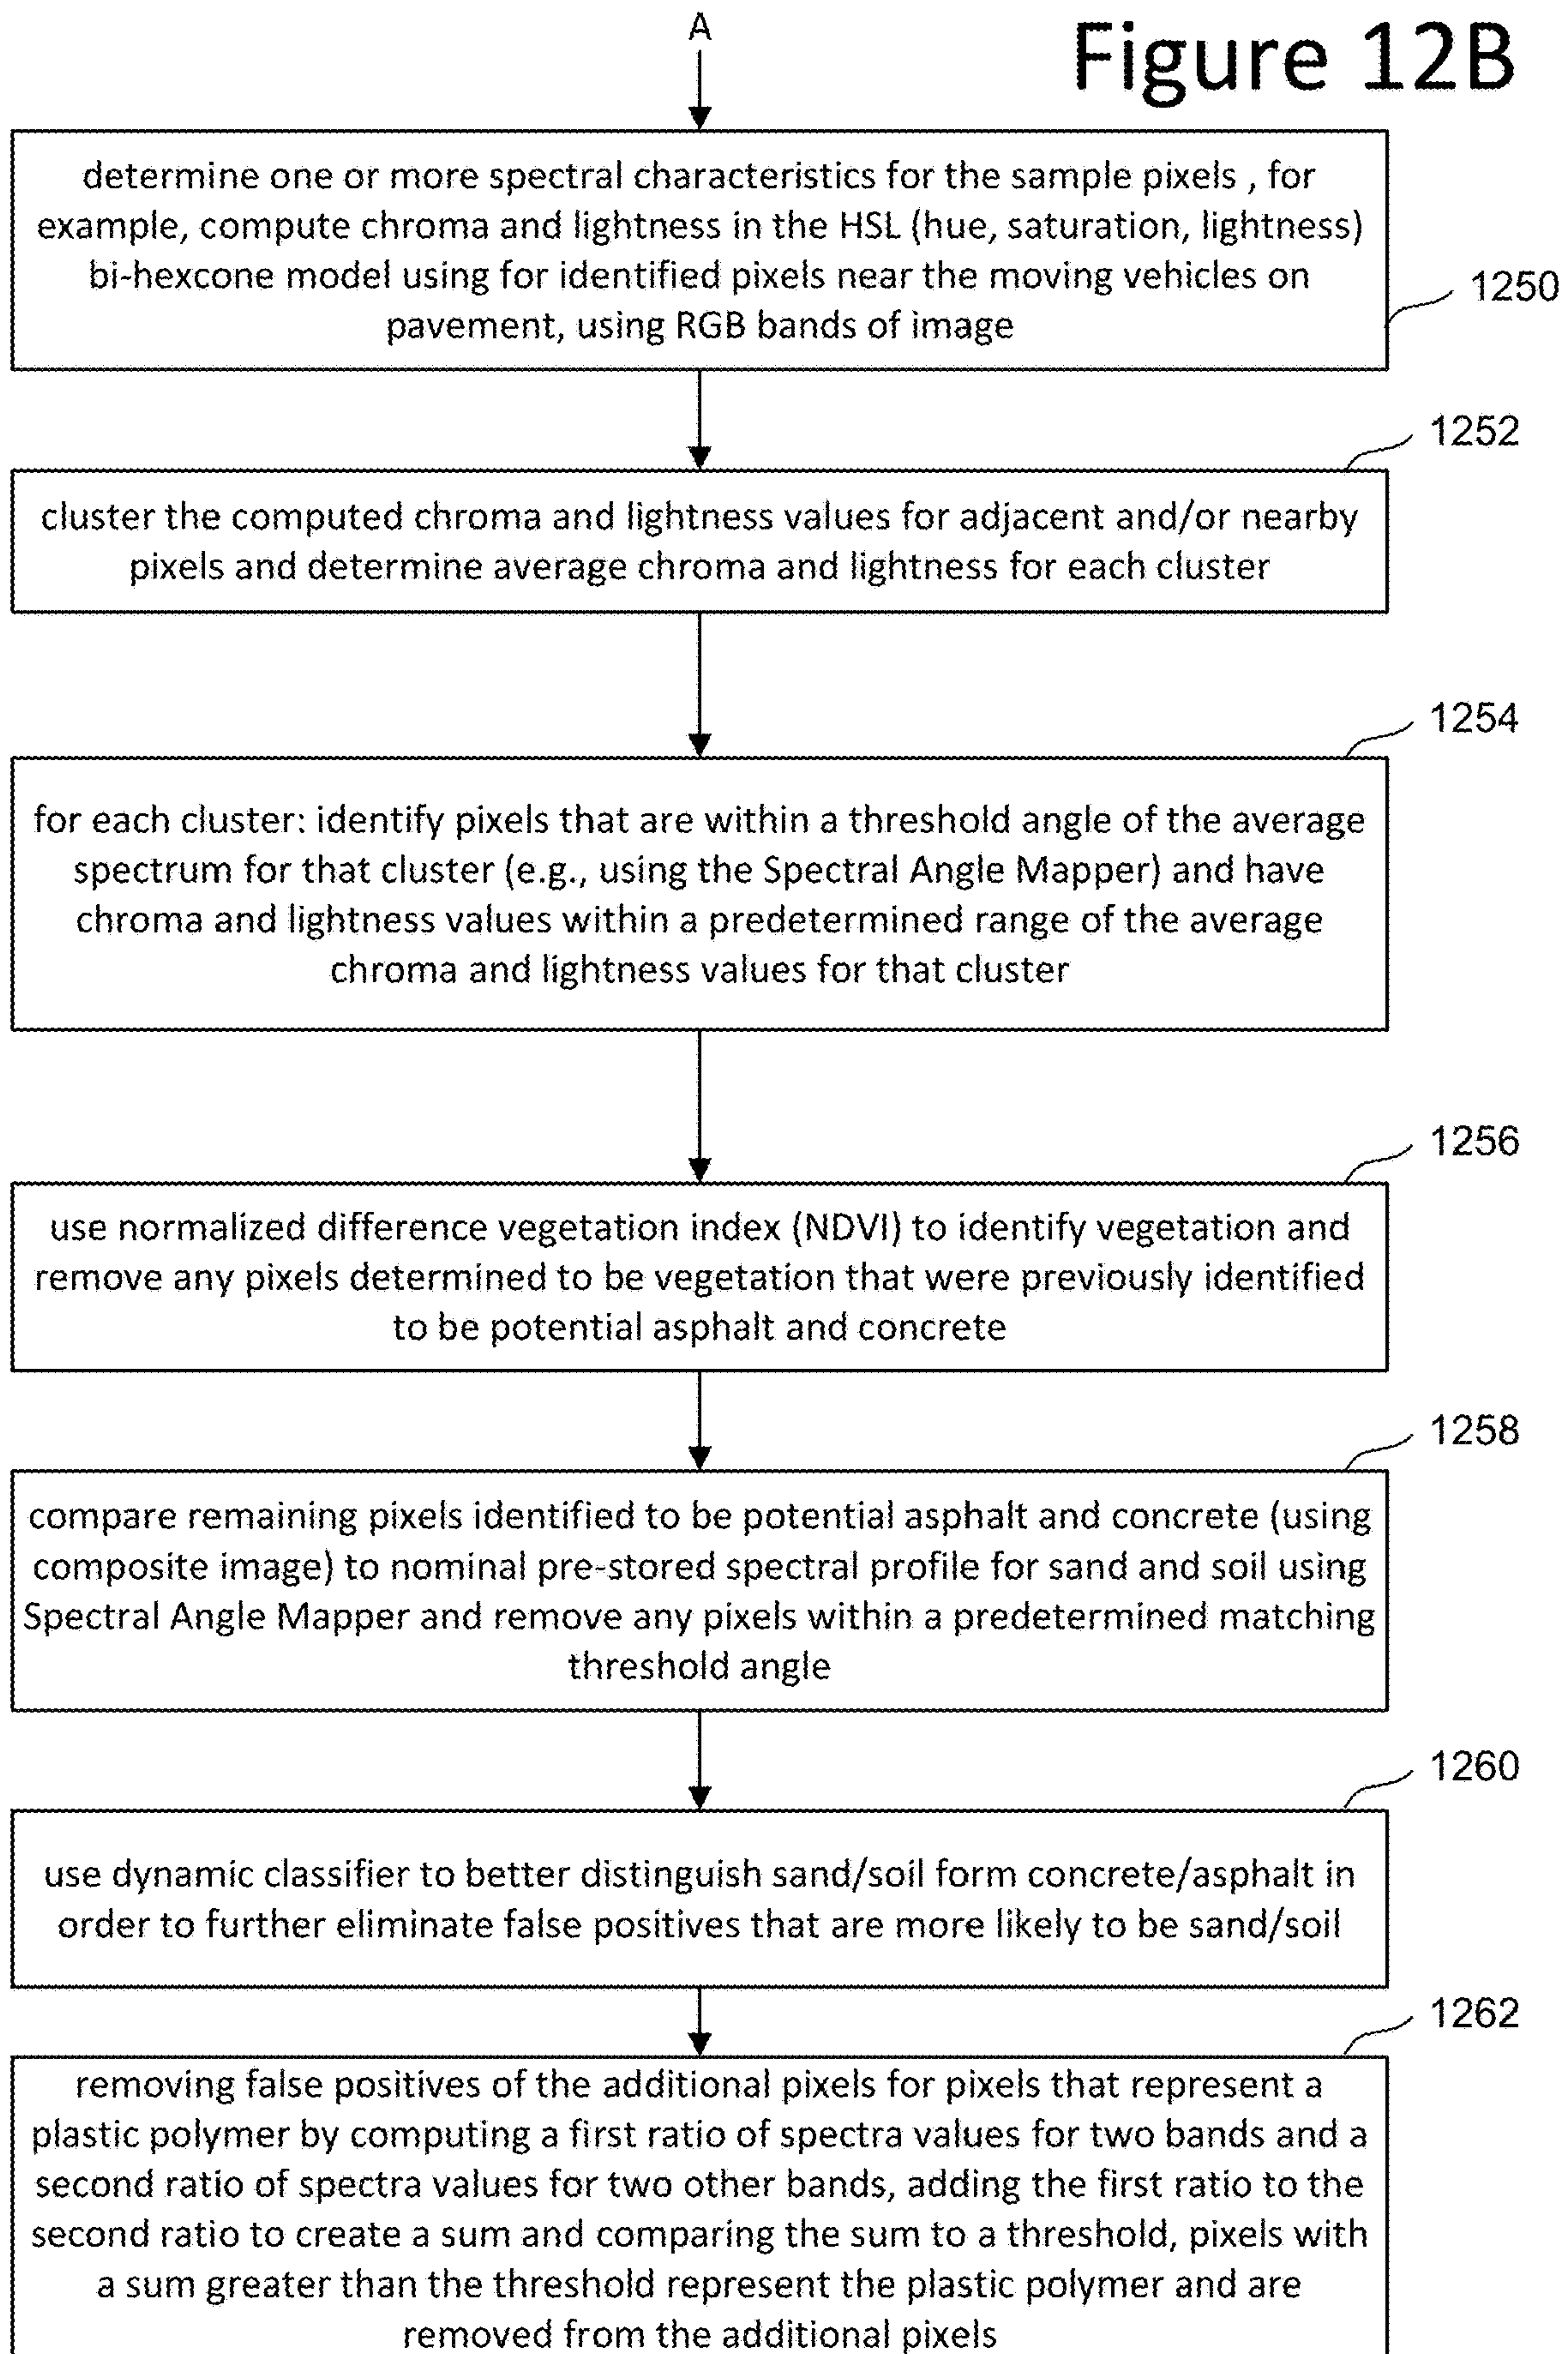 A
Figure 12B
determine one or more spectral characteristics for the sample pixels , for
example, compute chroma and lightness in the HSL (hue, saturation, lightness)
bi-hexcone model using for identified pixels near the moving vehicles on
pavement, using RGB bands of image
1250
1252
cluster the computed chroma and lightness values for adjacent and/or nearby
pixels and determine average chroma and lightness for each cluster
1254
for each cluster: identify pixels that are within a threshold angle of the average
spectrum for that cluster (e.g., using the Spectral Angle Mapper) and have
chroma and lightness values within a predetermined range of the average
chroma and lightness values for that cluster
1256
use normalized difference vegetation index (NDVI) to identify vegetation and
remove any pixels determined to be vegetation that were previously identified
to be potential asphalt and concrete
1258
compare remaining pixels identified to be potential asphalt and concrete (using
composite image) to nominal pre-stored spectral profile for sand and soil using
Spectral Angle Mapper and remove any pixels within a predetermined matching
threshold angle
1260
use dynamic classifier to better distinguish sand/soil form concrete/asphalt in
order to further eliminate false positives that are more likely to be sand/soil
1262
removing false positives of the additional pixels for pixels that represent a
plastic polymer by computing a first ratio of spectra values for two bands and a
second ratio of spectra values for two other bands, adding the first ratio to the
second ratio to create a sum and comparing the sum to a threshold, pixels with
a sum greater than the threshold represent the plastic polymer and are
removed from the additional pixels